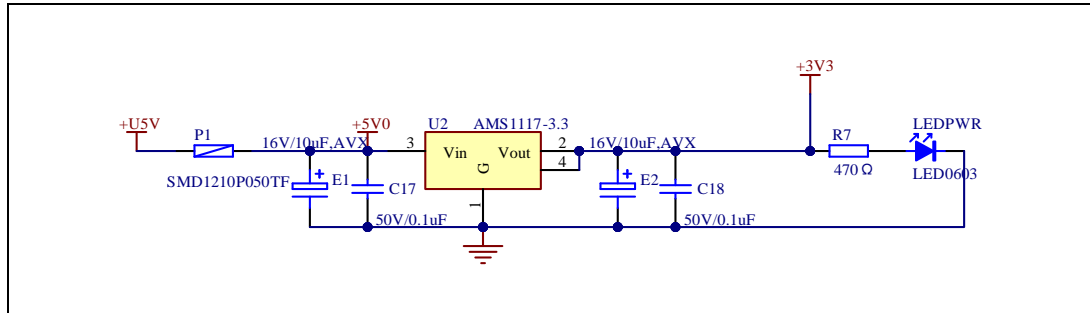 +3V3
+U5V
P1
+5V0
U2
AMS1117-3.3
R7
LEDPWR
16V/10uF,AVX
3
Vin
Vout
2
16V/10uF,AVX
4
G
SMD1210P050TF
E1
C17
E2
C18
470Ω
LED0603
1
50V/0.1uF
50V/0.1uF